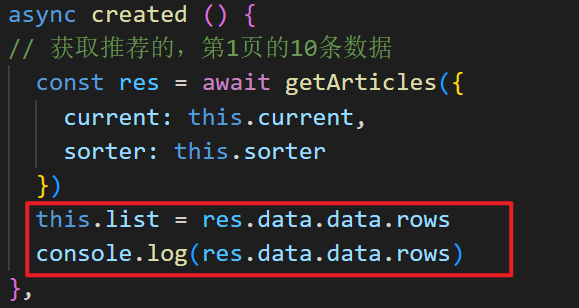 async created () {
// 获取推荐的，第1页的10条数据
const res = await getArticles({
current: this.current,
sorter: this.sorter
})
this.list = res.data.data.rows
console.log(res.data.data.rows)
},